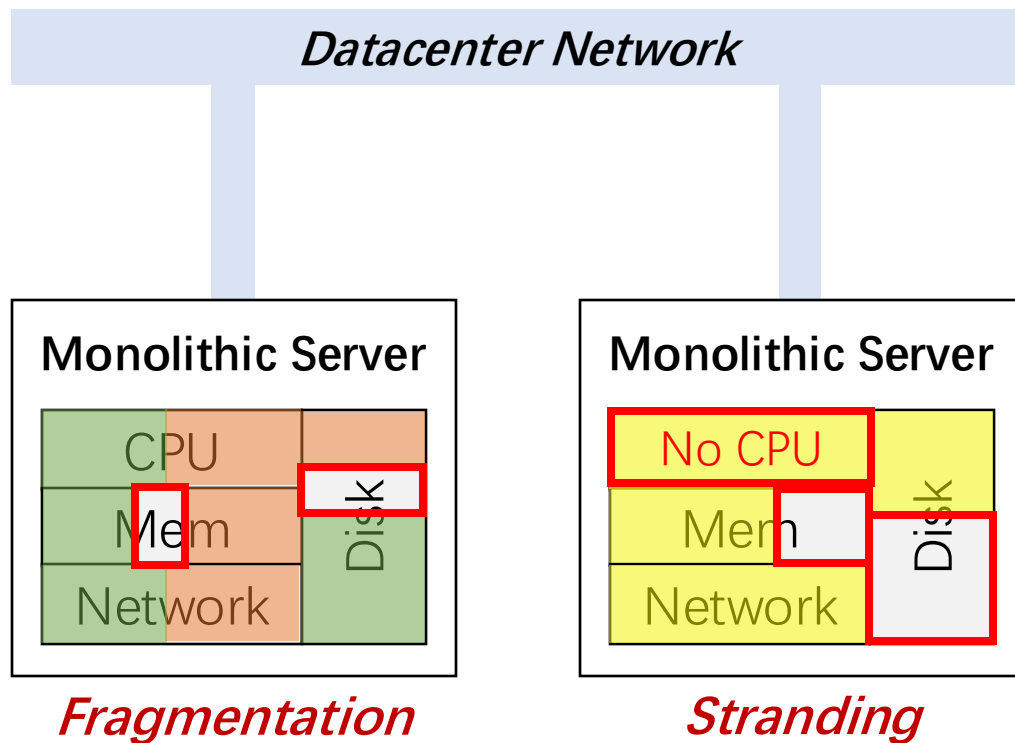 Datacenter Network
Monolithic Server
CPU
Mem
Network
Disk
Fragmentation
Monolithic Server
No CPU
Mem
Network
Disk
Stranding